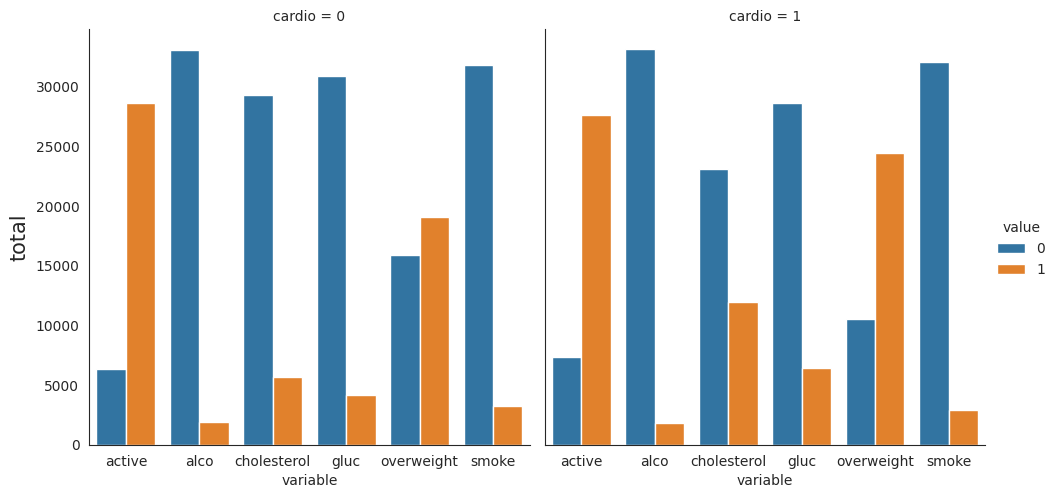 cardio = 0
cardio = 1
total
30000
25000
20000
15000
10000
5000
0
active alco cholesterol gluc overweight smoke
variable
active alco cholesterol gluc overweight smoke
variable
value
0
1